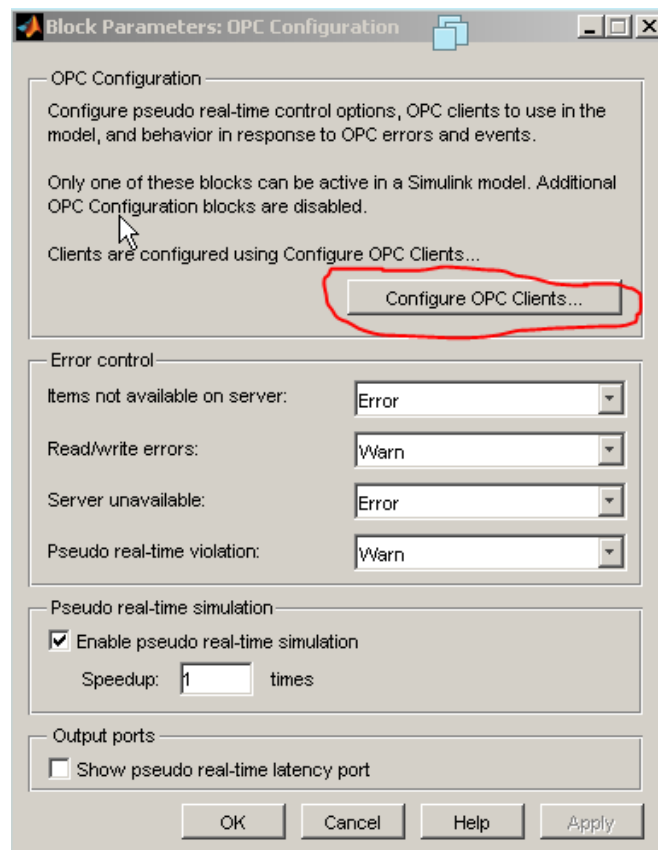 Block Parameters: OPC Configuration
OPC Configuration
Configure pseudo real-time control options, OPC clients to use in the
model, and behavior in response to OPC errors and events.
Only one of these blocks can be active in a Simulink model. Additional
OPC Configuration blocks are disabled.
Clients are configured using Configure OPC Clients...
Configure OPC Clients...
Error control
Items not available on server: Error
Read/write errors: Warn
Server unavailable: Error
Pseudo real-time violation: Warn
Pseudo real-time simulation
Enable pseudo real-time simulation
Speedup: 1 times
Output ports
Show pseudo real-time latency port
OK Cancel Help Apply